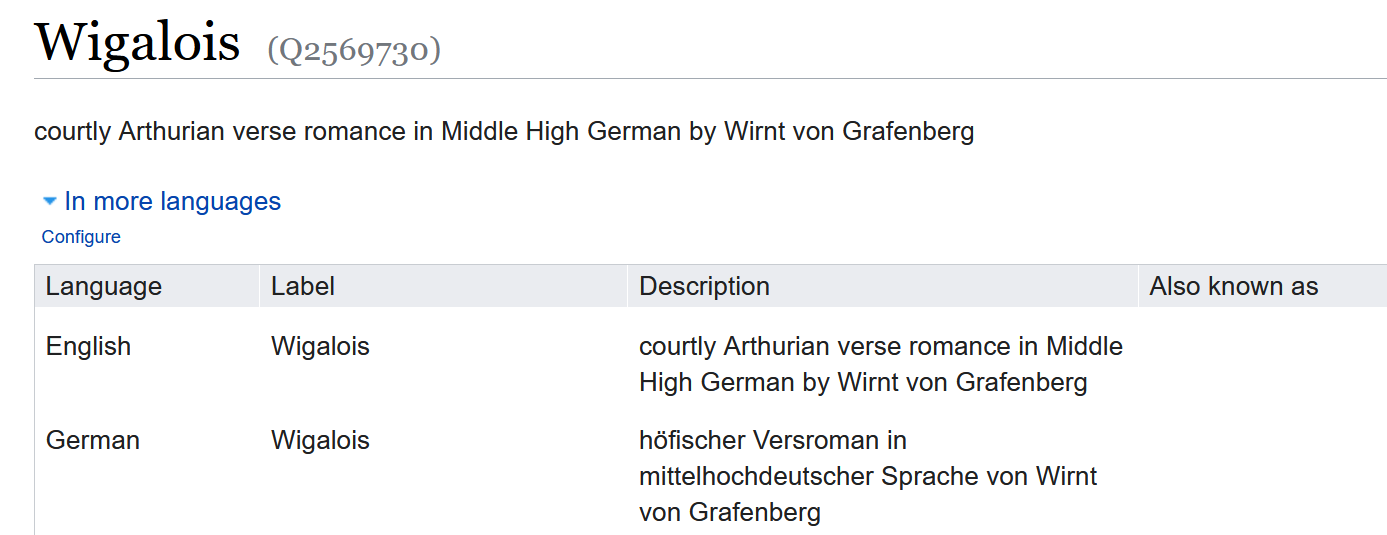 Wigalois (Q2569730)
courtly Arthurian verse romance in Middle High German by Wirnt von Grafenberg
In more languages
Configure
Language Label Description Also known as
English Wigalois courtly Arthurian verse romance in Middle
High German by Wirnt von Grafenberg
German Wigalois höfischer Versroman in
mittelhochdeutscher Sprache von Wirnt
von Grafenberg